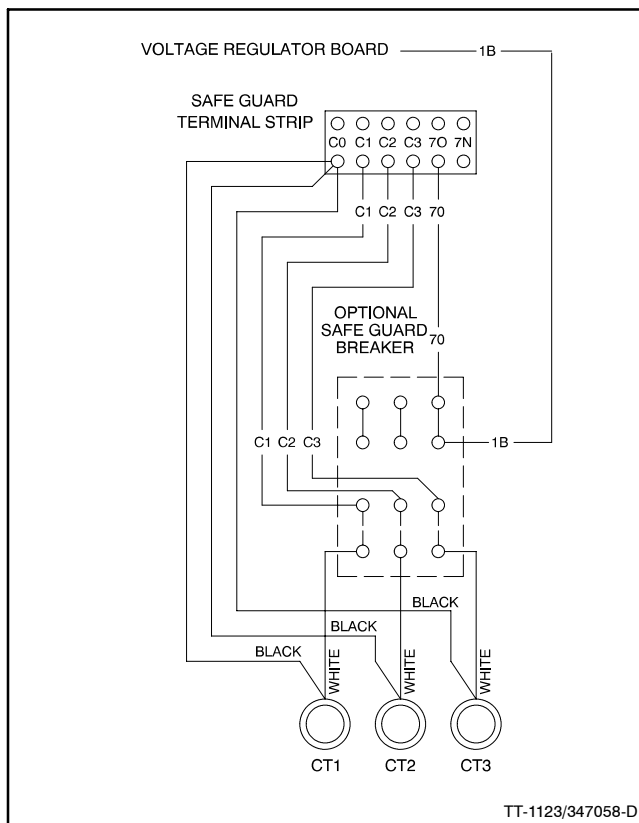 VOLTAGE REGULATOR BOARD 1B
SAFE GUARD
TERMINAL STRIP
C0 C1 C2 C3 7O 7N
C1 C2 C3 70
OPTIONAL
SAFE GUARD
BREAKER
70
C1 C2 C3
1B
BLACK
BLACK
BLACK
WHITE
WHITE
WHITE
CT1 CT2 CT3
TT-1123/347058-D